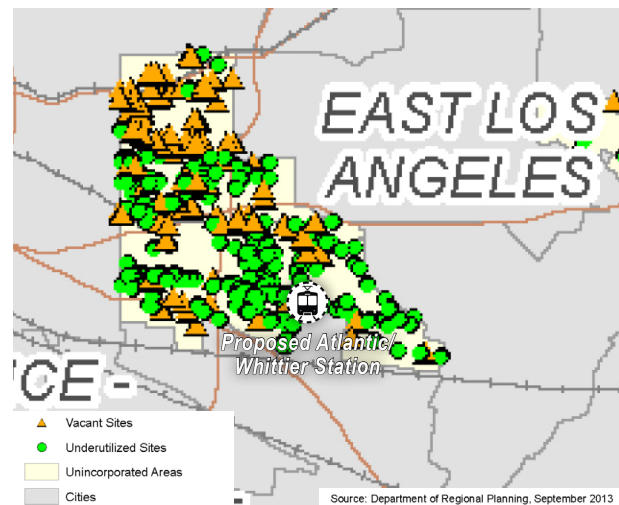 EAST LOS
ANGELES
Proposed Atlantic/
Whittier Station
CE -
Vacant Sites
Underutilized Sites
Unincorporated Areas
Cities
Source: Department of Regional Planning, September 2013